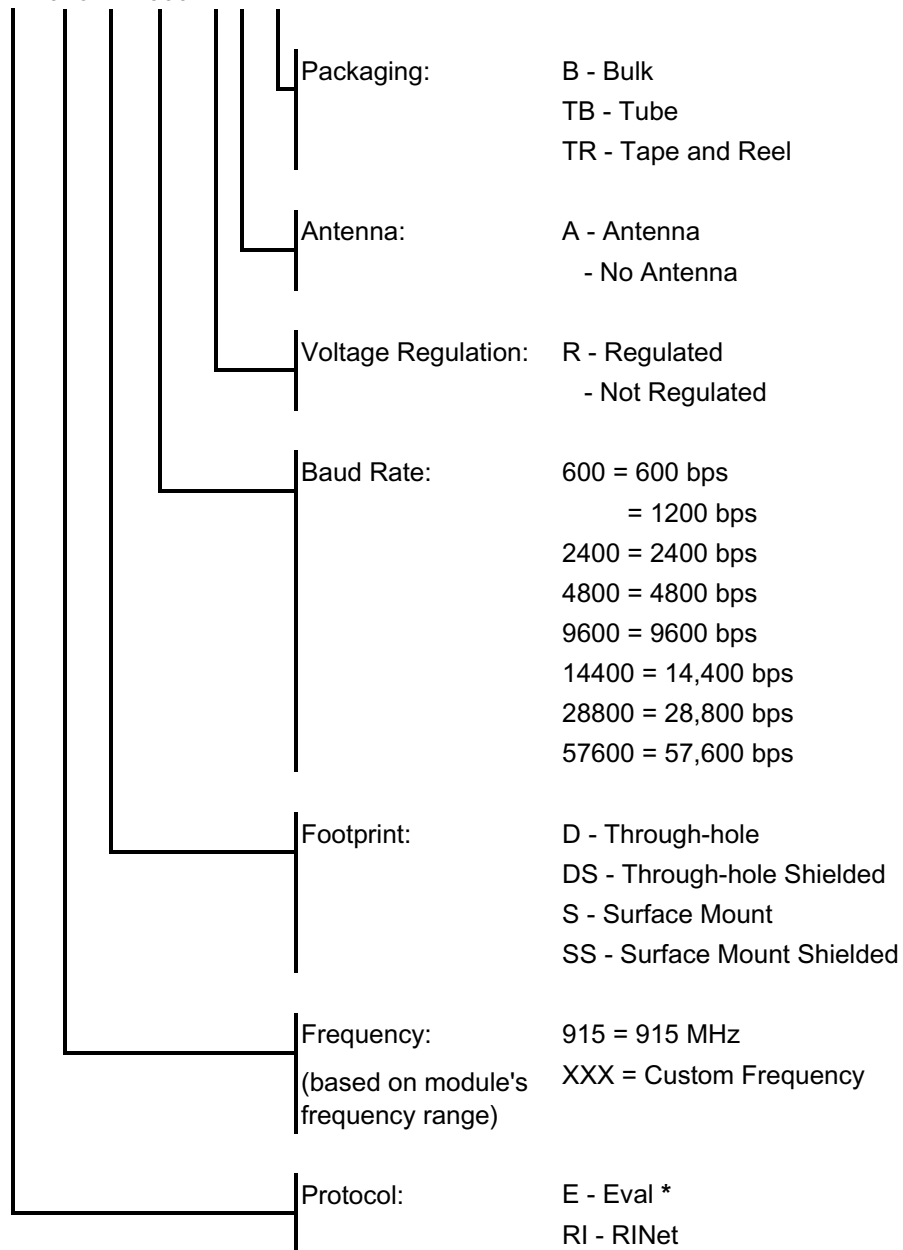 Packaging: B - Bulk
TB - Tube
TR - Tape and Reel
Antenna: A - Antenna
- No Antenna
Voltage Regulation: R - Regulated
- Not Regulated
Baud Rate: 600 = 600 bps
= 1200 bps
2400 = 2400 bps
4800 = 4800 bps
9600 = 9600 bps
14400 = 14,400 bps
28800 = 28,800 bps
57600 = 57,600 bps
Footprint: D - Through-hole
DS - Through-hole Shielded
S - Surface Mount
SS - Surface Mount Shielded
Frequency: 915 = 915 MHz
(based on module's XXX = Custom Frequency
frequency range)
Protocol: E - Eval *
RI - RINet